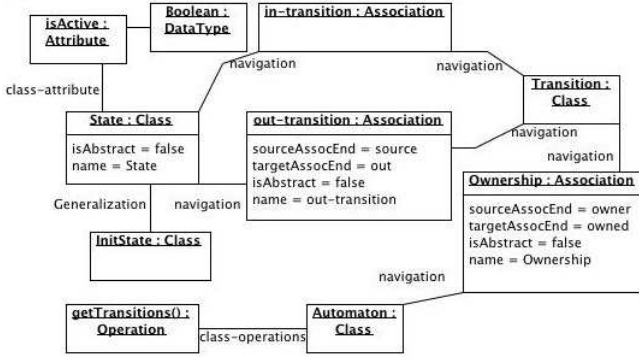 isActive :
Attribute
Boolean :
DataType
in-transition : Association
navigation
navigation
class-attribute
Transition :
Class
State : Class
isAbstract = false
name = State
out-transition : Association
sourceAssocEnd = source
targetAssocEnd = out
isAbstract = false
name = out-transition
navigation
navigation
Ownership : Association
sourceAssocEnd = owner
targetAssocEnd = owned
isAbstract = false
name = Ownership
Generalization
navigation
InitState : Class
navigation
getTransitions() :
Operation
class-operations
Automaton :
Class